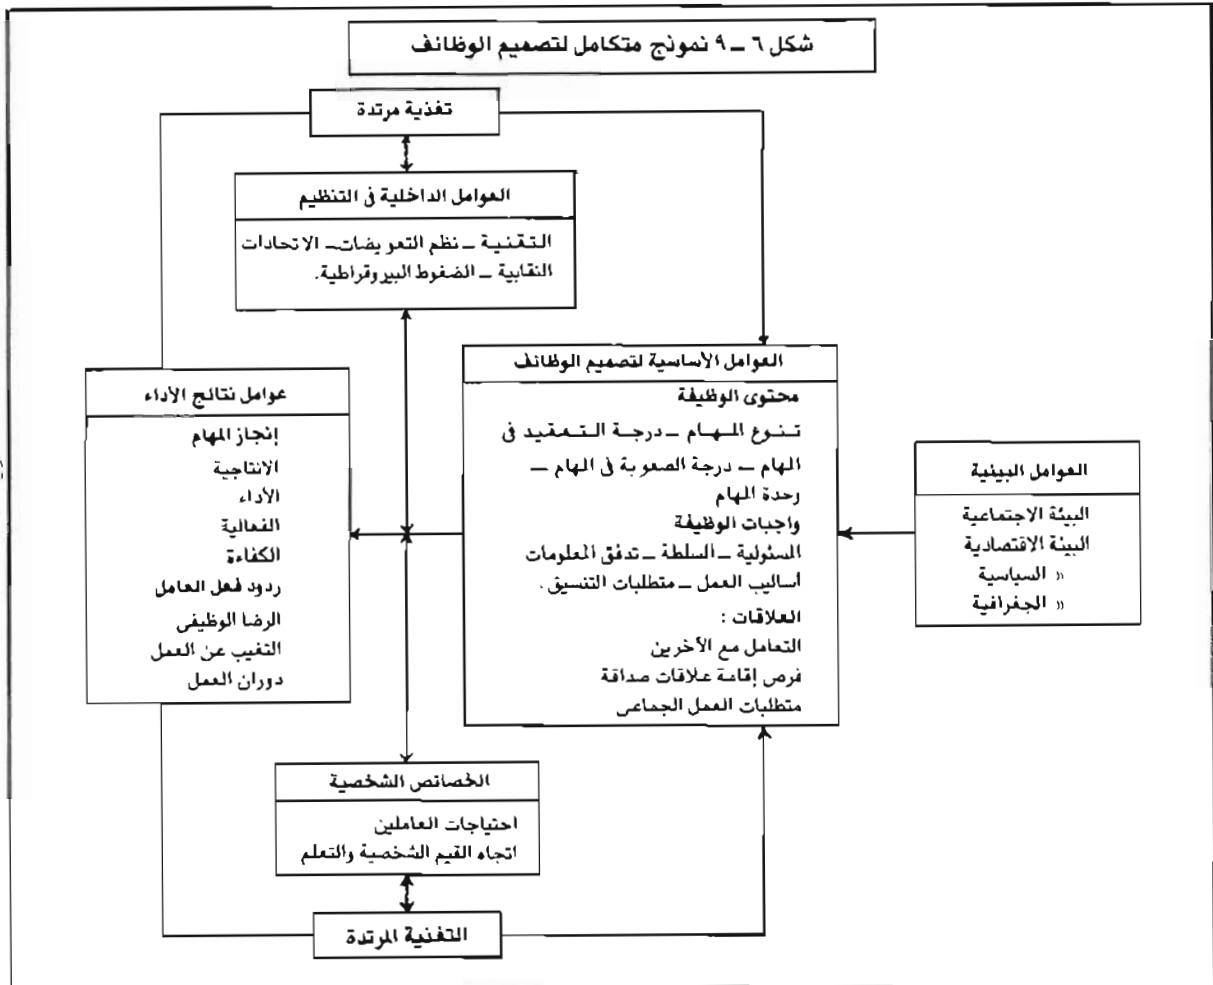 شكل ٦ – ٩ نموذج متكامل لتصميم الوظائف
تغذية مرتدة
العوامل الداخلية في التنظيم
التقنية – نظم التعويضات – الاتحادات
النقابية – الضغوط البيروقراطية.
العوامل البيئية
البيئة الاجتماعية
البيئة الاقتصادية
» السياسية
» الجغرافية
العوامل الأساسية لتصميم الوظائف
محتوى الوظيفة
تنوع المهام – درجة التعقيد في
المهام – درجة الصعوبة في المهام –
وحدة المهام
واجبات الوظيفة
المسئولية – السلطة – تدفق المعلومات
أساليب العمل – متطلبات التنسيق.
العلاقات :
التعامل مع الآخرين
فرص إقامة علاقات صداقة
متطلبات العمل الجماعى
عوامل نتائج الأداء
إنجاز المهام
الانتاجية
الأداء
الفعالية
الكفاءة
ردود فعل العامل
الرضا الوظيفى
التغيب عن العمل
دوران العمل
الخصائص الشخصية
احتياجات العاملين
اتجاه القيم الشخصية والتعلم
التغذية المرتدة